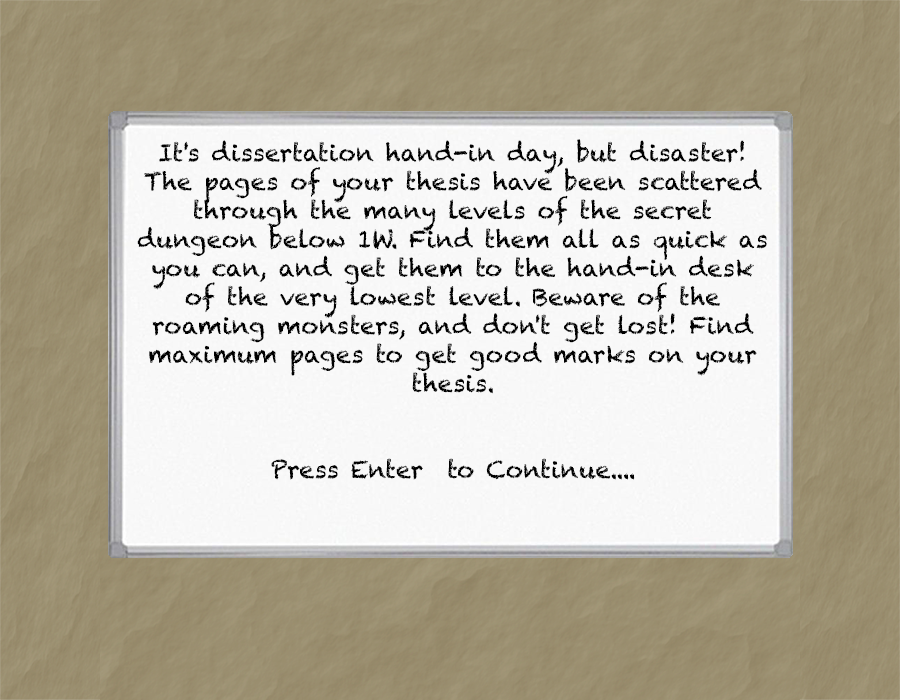 It's dissertation hand-in day, but disaster!
The pages of your thesis have been scattered
through the many levels of the secret
dungeon below 1W. Find them all as quick as
you can, and get them to the hand-in desk
of the very lowest level. Beware of the
roaming monsters, and don't get lost! Find
maximum pages to get good marks on your
thesis.
Press Enter  to Continue....